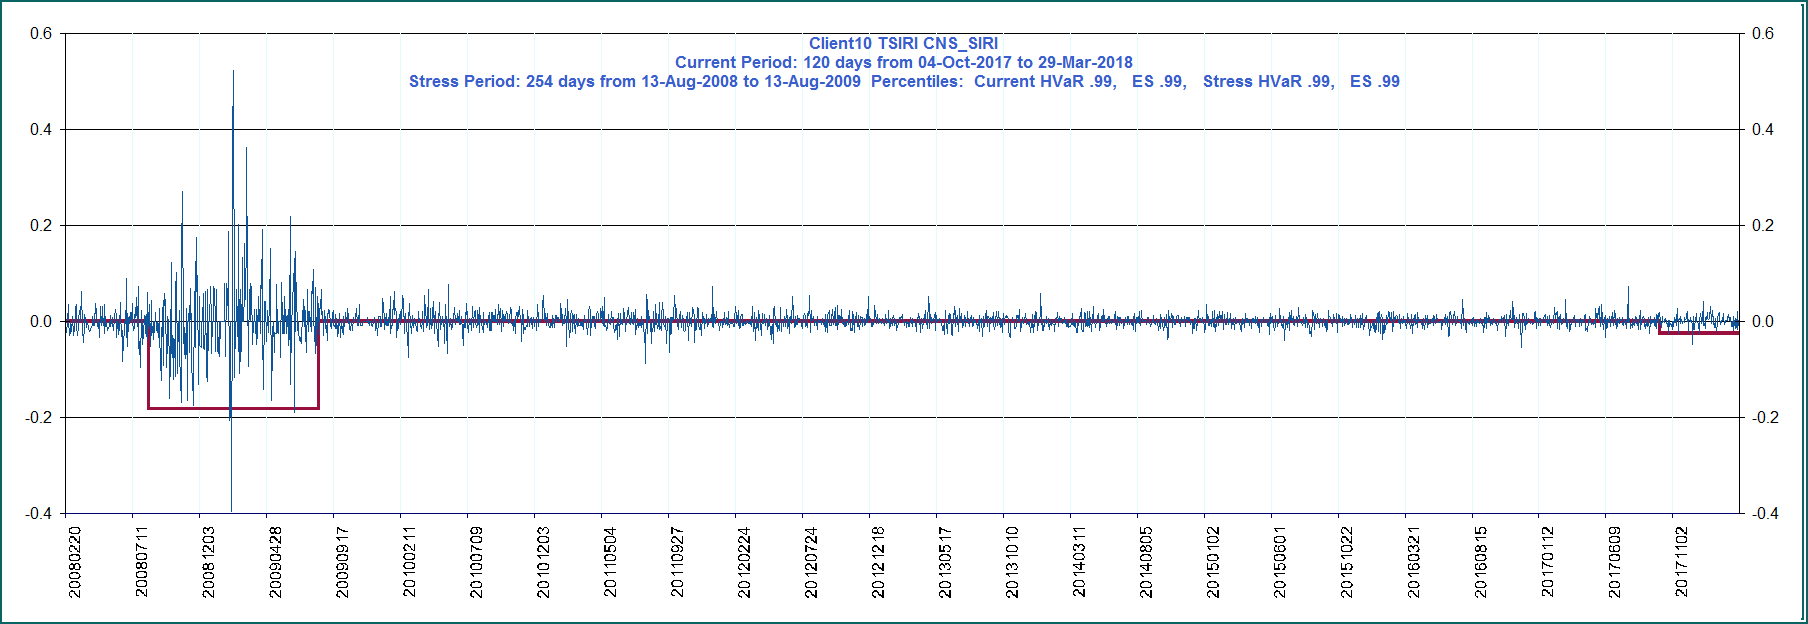 Client10 TSIRI CNS_SIRI
Current Period: 120 days from 04-Oct-2017 to 29-Mar-2018
Stress Period: 254 days from 13-Aug-2008 to 13-Aug-2009 Percentiles: Current HVaR .99, ES .99, Stress HVaR .99, ES .99
0.6 0.6
0.4 0.4
0.2 0.2
0.0 0.0
-0.2 -0.2
-0.4 -0.4
20080220 20080711 20081203 20090428 20090917 20100211 20100709 20101203 20110504 20110927 20120224 20120724 20121218 20130517 20131010 20140311 20140805 20150102 20150601 20151022 20160321 20160815 20170112 20170609 20171102